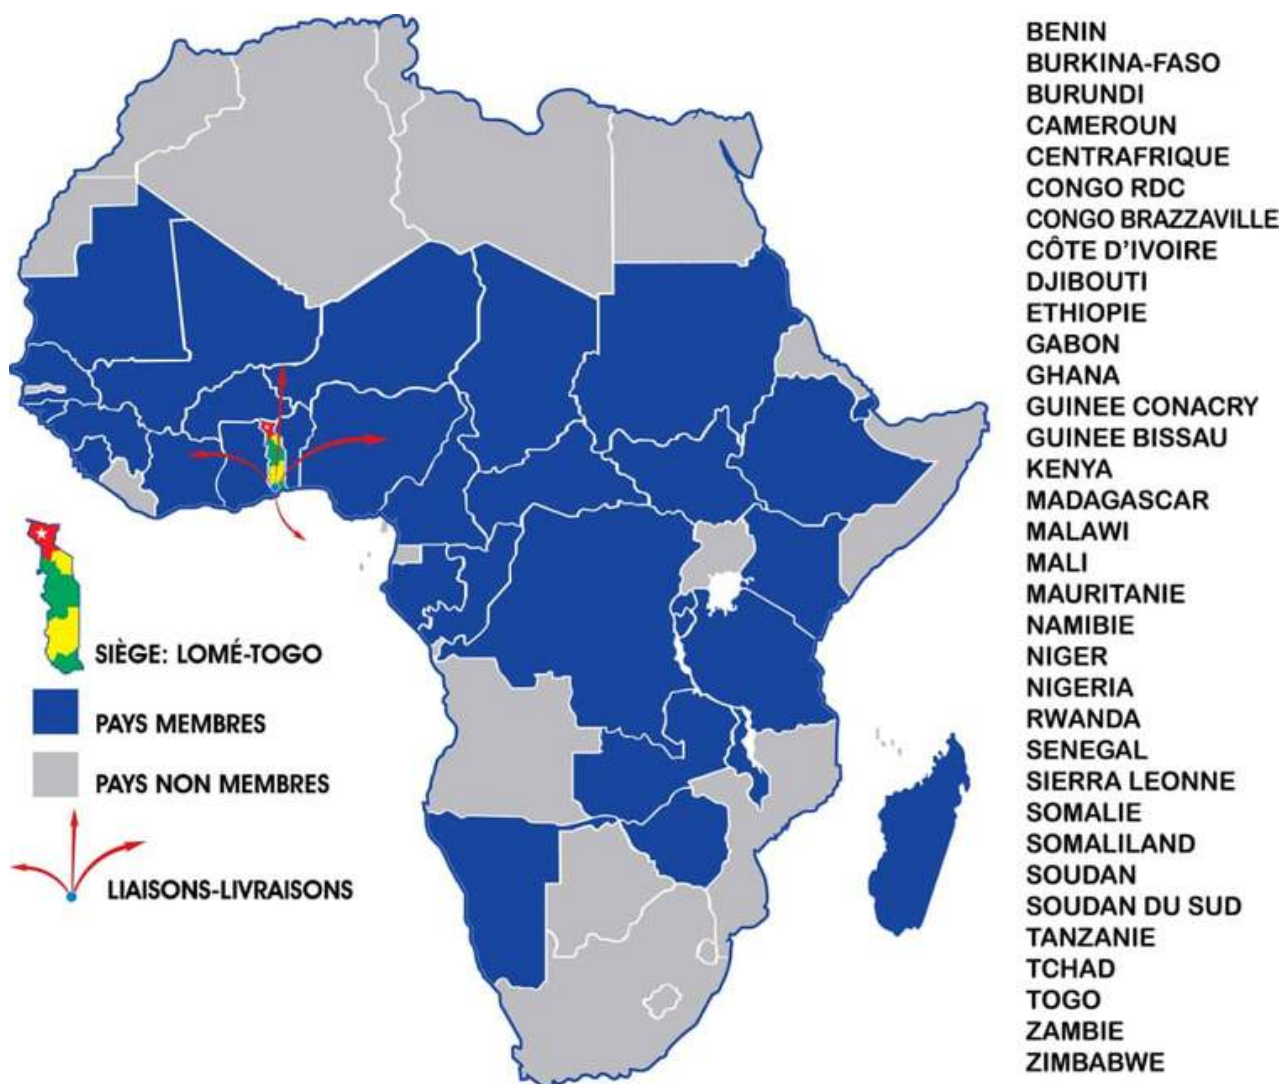 BENIN
BURKINA-FASO
BURUNDI
CAMEROUN
CENTRAFRIQUE
CONGO RDC
CONGO BRAZZAVILLE
CÔTE D'IVOIRE
DJIBOUTI
ETHIOPIE
GABON
GHANA
GUINEE CONACRY
GUINEE BISSAU
KENYA
MADAGASCAR
MALAWI
MALI
MAURITANIE
NAMIBIE
NIGER
NIGERIA
RWANDA
SENEGAL
SIERRA LEONNE
SOMALIE
SOMALILAND
SOUDAN
SOUDAN DU SUD
TANZANIE
TCHAD
TOGO
ZAMBIE
ZIMBABWE
SIÈGE: LOMÉ-TOGO
PAYS MEMBRES
PAYS NON MEMBRES
LIAISONS-LIVRAISONS